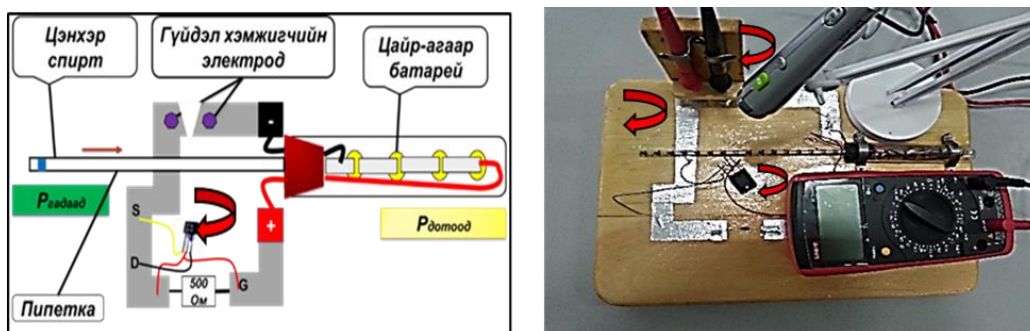 Цэнхэр
спирт
Гүйдэл хэмжигчийн
электрод
Цайр-агаар
батарей
-
Pгадаад
S
D
500
Ом
G
+
Pдотоод
Пипетка